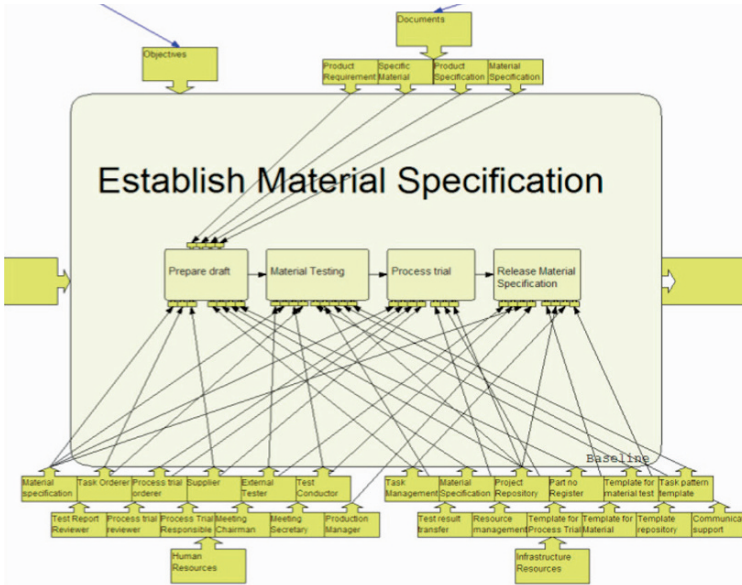 Documents
Objectives
Product Specific Product Material
Requirement Material Specification Specification
Establish Material Specification
Prepare draft
Material Testing
Process trial
Release Material
Specification
Baseline
Material
specification
Task Orderer
Process trial
orderer
Supplier
External
Tester
Test
Conductor
Task
Management
Material
Specification
Project
Repository
Part no
Register
Template for
material test
Task pattern
template
Test Report
Reviewer
Process trial
reviewer
Process Trial
Responsible
Meeting
Chairman
Meeting
Secretary
Production
Manager
Test result
transfer
Resource
management
Template for
Process Trial
Template for
Material
Template
repository
Communical
support
Human
Resources
Infrastructure
Resources